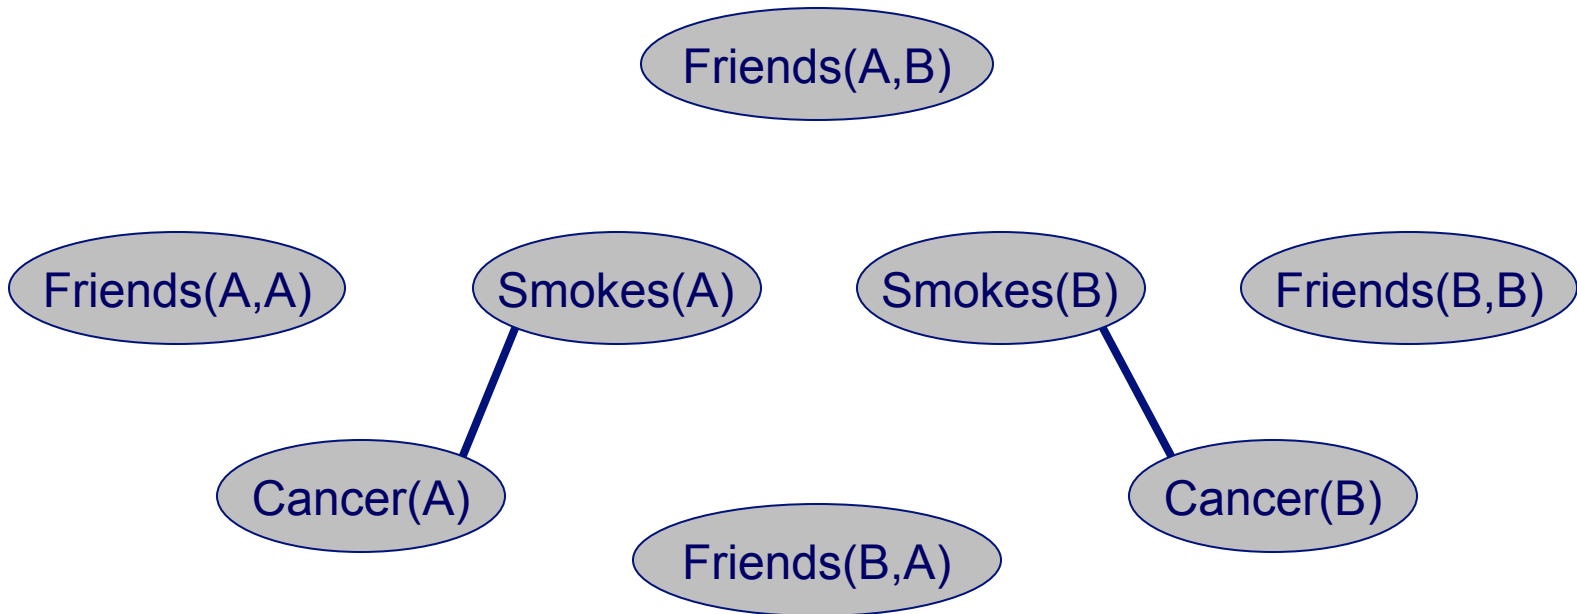 Friends(A,B)
Friends(A,A)
Smokes(A)
Smokes(B)
Friends(B,B)
Cancer(A)
Cancer(B)
Friends(B,A)